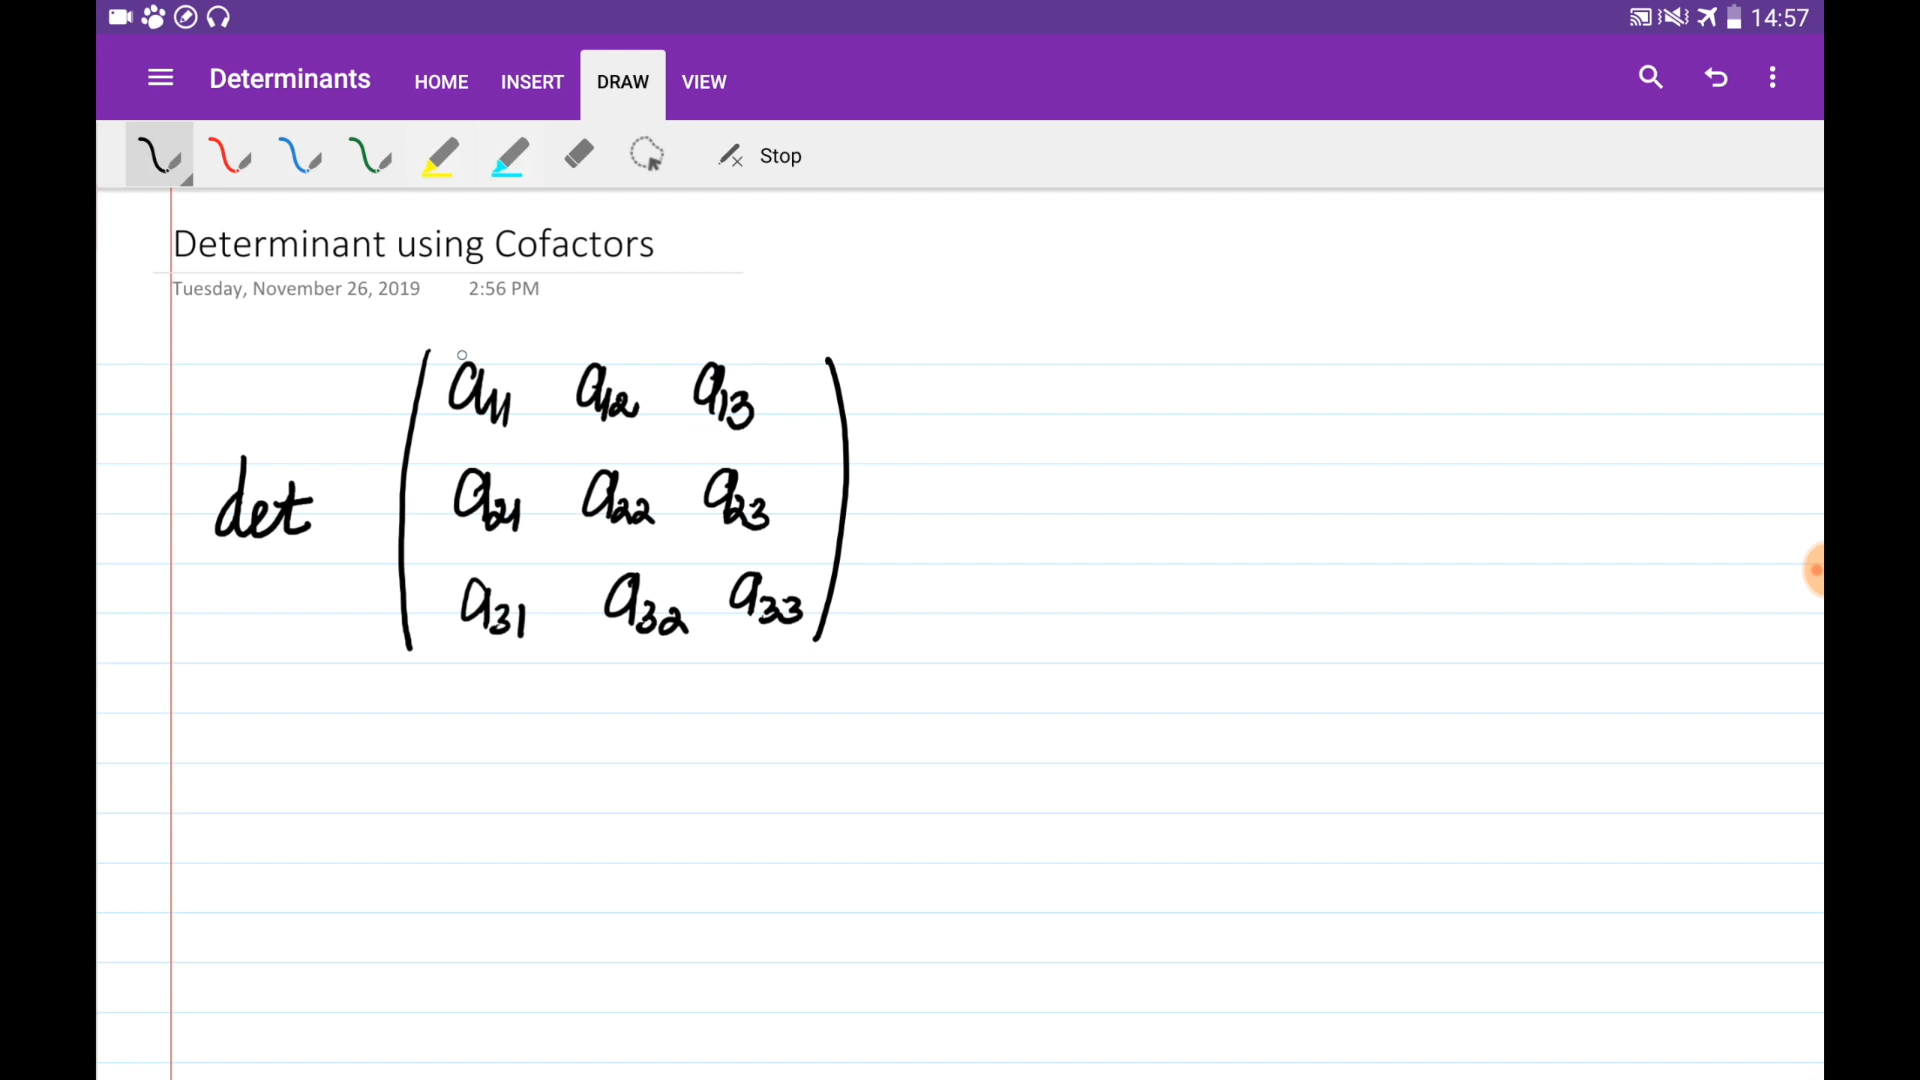 14:57
Determinants HOME INSERT DRAW VIEW
Stop
Determinant using Cofactors
Tuesday, November 26, 2019 2:56 PM
a11 a12 a13
det a21 a22 a23
a31 a32 a33